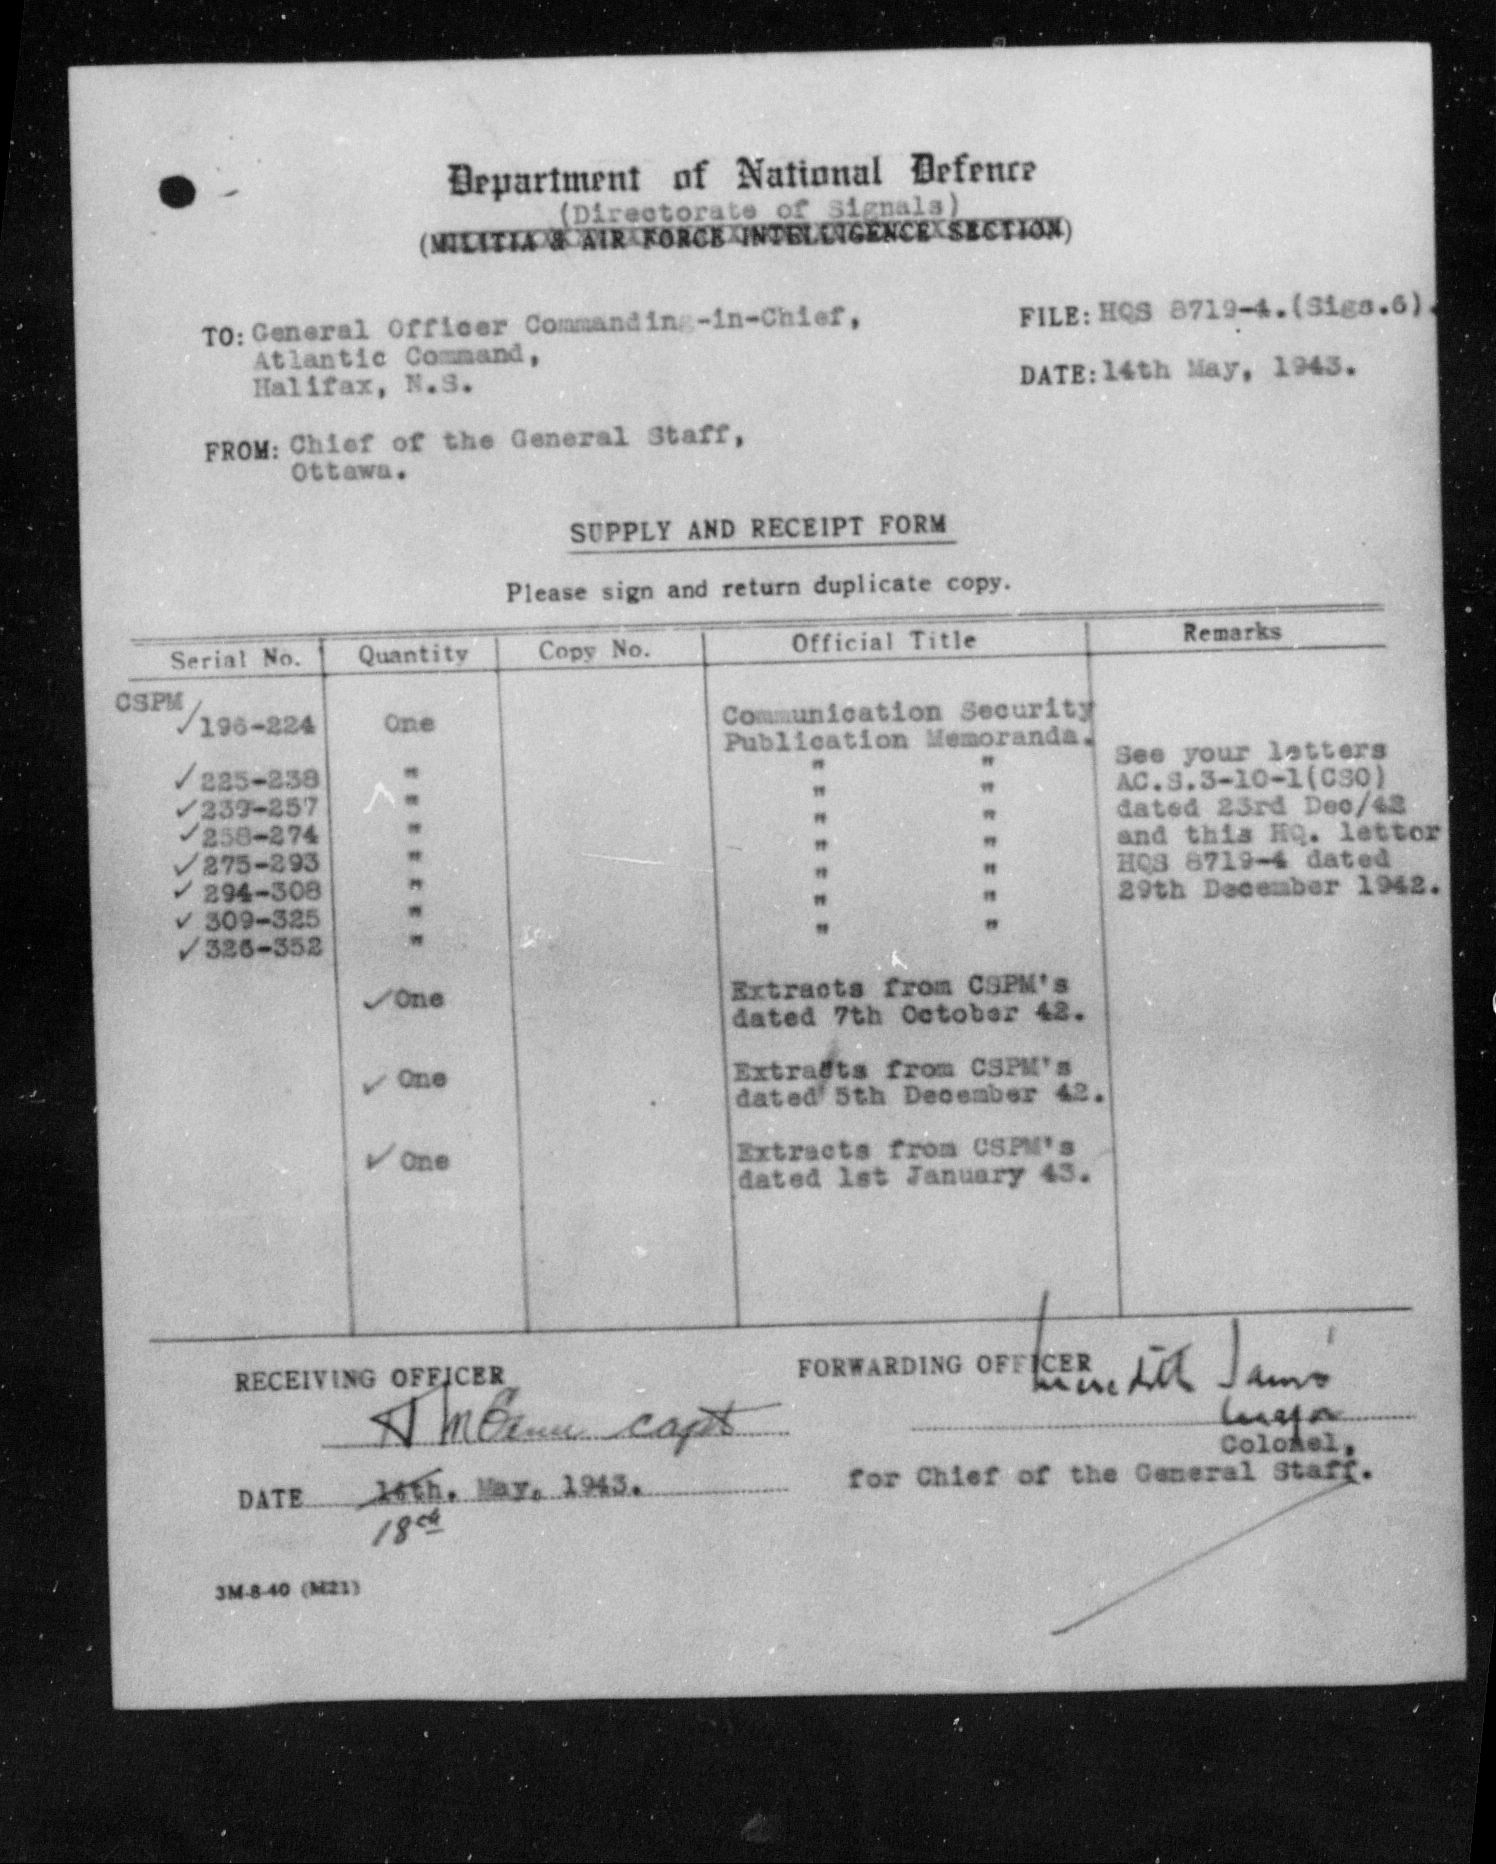 Department of National Defence
(Directorate of Signals)
(MILITIA & AIR FORCE INTELLIGENCE SECTION)
TO: General Officer Commanding-in-Chief,
Atlantic Command,
Halifax, N.S.
FILE: HQS 8719-4.(Sigs.6).
DATE: 14th May, 1943.
FROM: Chief of the General Staff,
Ottawa.
SUPPLY AND RECEIPT FORM
Please sign and return duplicate copy.
Serial No. Quantity Copy No. Official Title Remarks
CSPM
✓196-224 One Communication Security
Publication Memoranda.
✓225-238 " " "
✓239-257 " " "
✓258-274 " " "
✓275-293 " " "
✓294-308 " " "
✓309-325 " " "
✓326-352 " " "
See your letters
AC.S.3-10-1(CSO)
dated 23rd Dec/42
and this HQ. letter
HQS 8719-4 dated
29th December 1942.
✓One Extracts from CSPM's
dated 7th October 42.
✓One Extracts from CSPM's
dated 5th December 42.
✓One Extracts from CSPM's
dated 1st January 43.
RECEIVING OFFICER
capt
FORWARDING OFFICER
Meredith
Major
Colonel,
for Chief of the General Staff.
DATE 14th. May, 1943.
18th
3M-8-40 (M21)